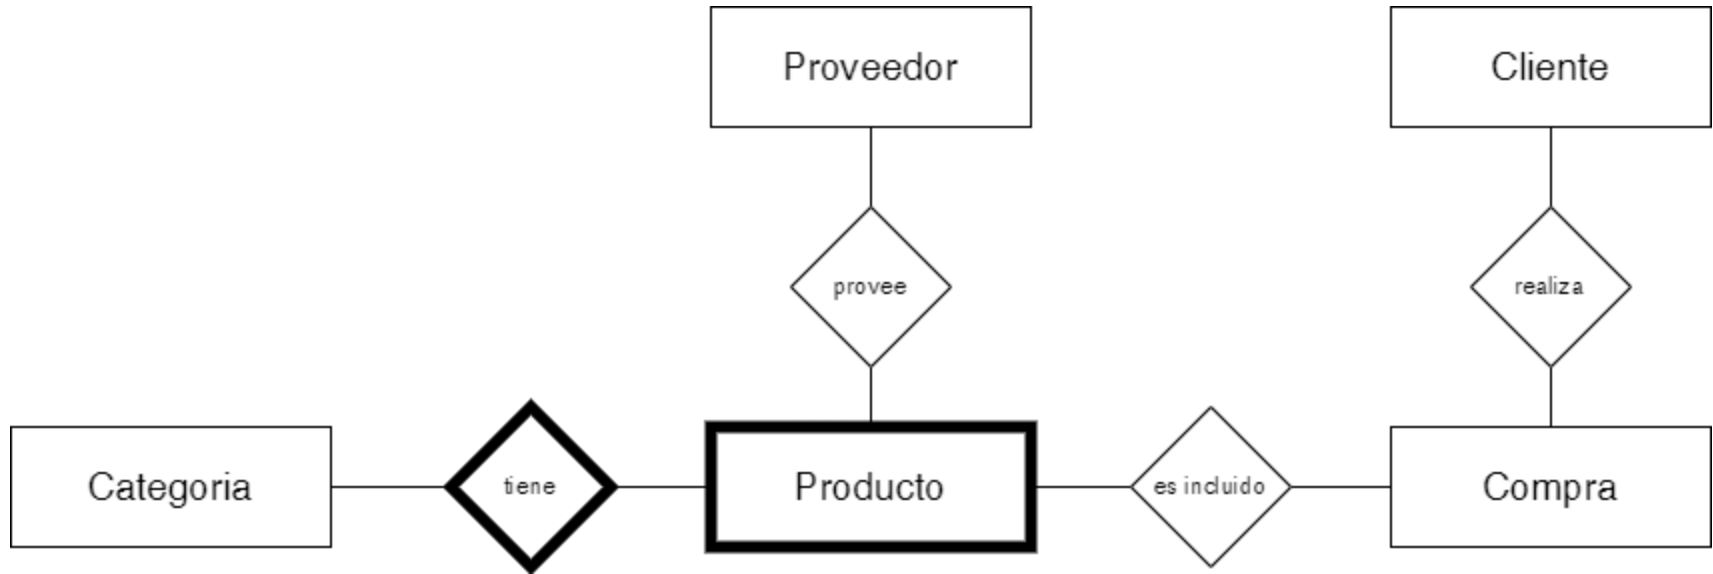 Proveedor
Cliente
provee
realiza
Categoria
tiene
Producto
es incluido
Compra